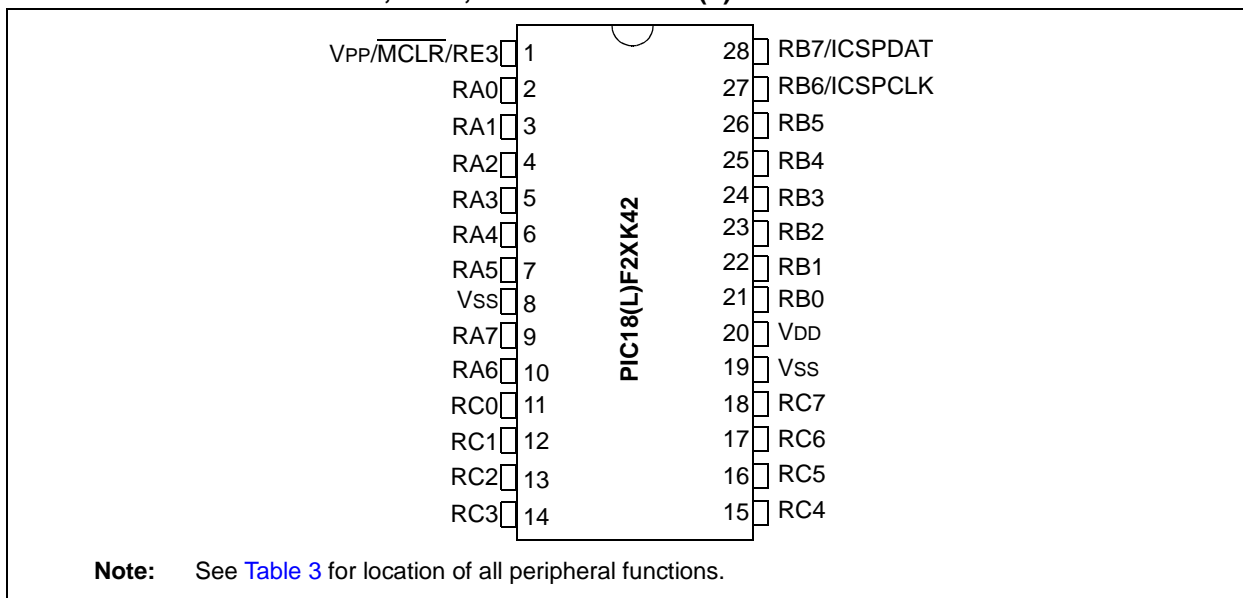 VPP/MCLR/RE3 1 28 RB7/ICSPDAT
RA0 2 27 RB6/ICSPCLK
RA1 3 26 RB5
RA2 4 25 RB4
RA3 5 24 RB3
RA4 6 23 RB2
RA5 7 22 RB1
VSS 8 21 RB0
RA7 9 20 VDD
RA6 10 19 VSS
RC0 11 18 RC7
RC1 12 17 RC6
RC2 13 16 RC5
RC3 14 15 RC4
PIC18(L)F2XK42
Note: See Table 3 for location of all peripheral functions.